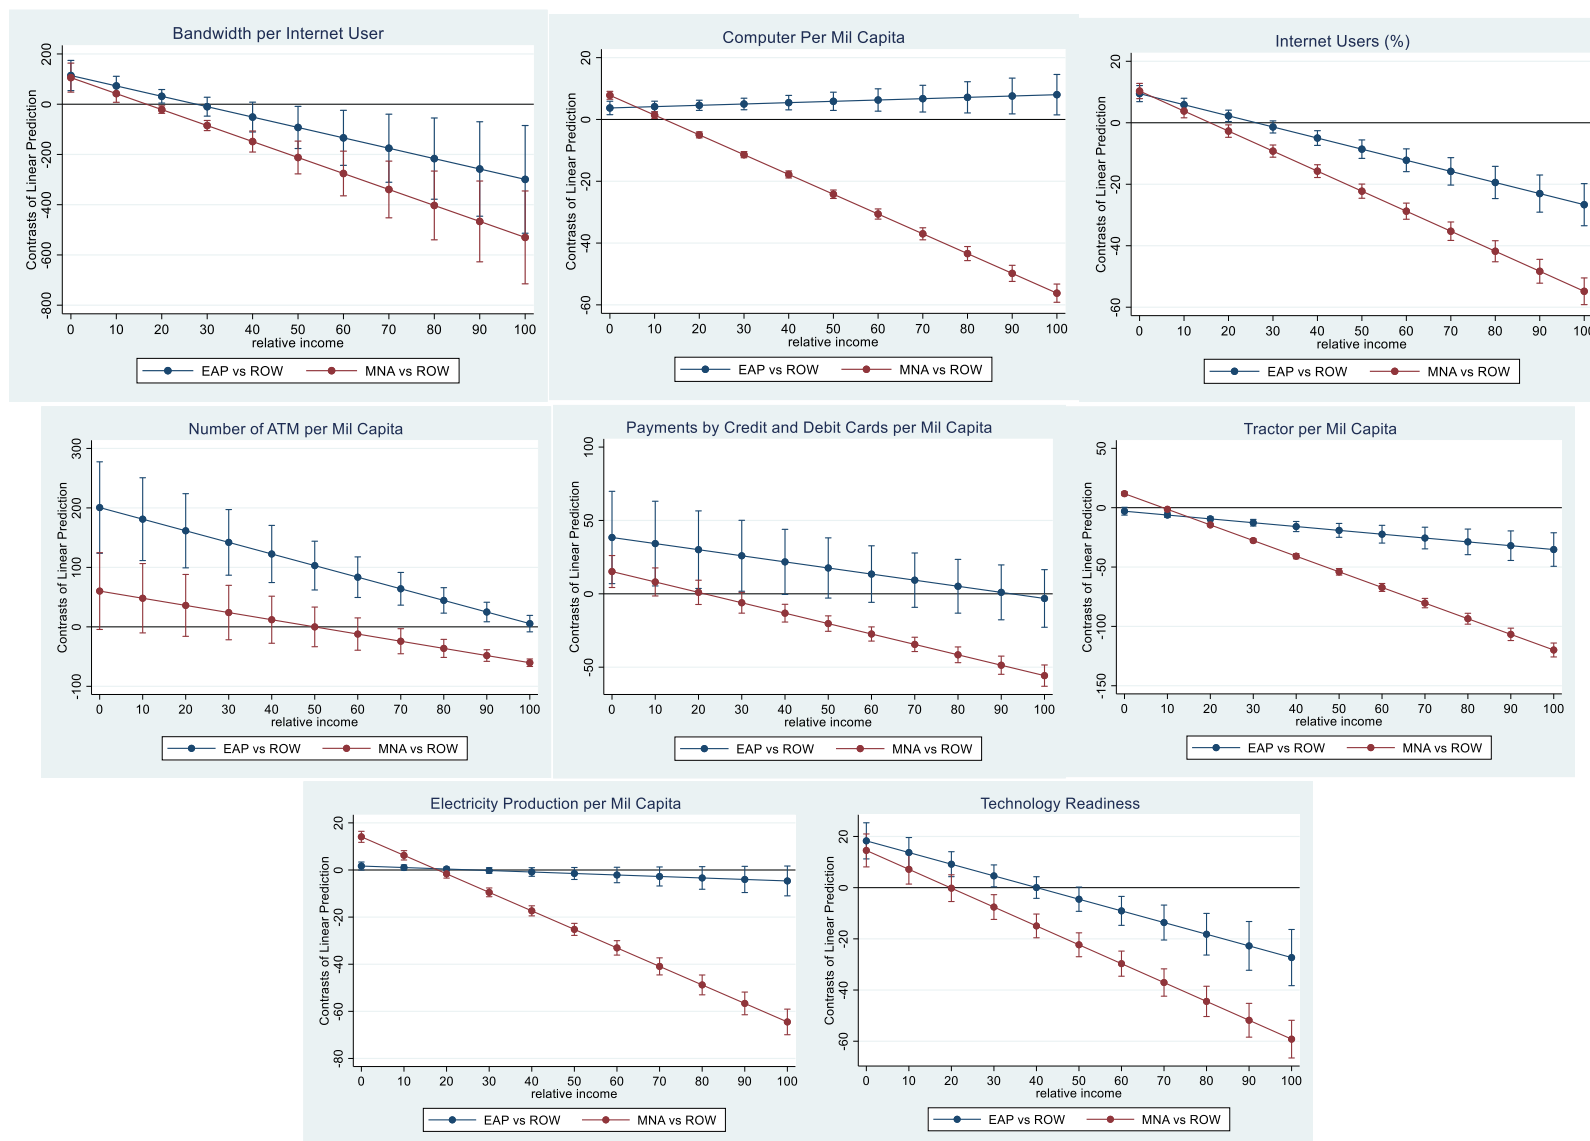 Bandwidth per Internet User
Contrasts of Linear Prediction
200
0
-200
-400
-600
-800
0 10 20 30 40 50 60 70 80 90 100
relative income
EAP vs ROW MNA vs ROW
Computer Per Mil Capita
Contrasts of Linear Prediction
20
0
-20
-40
-60
0 10 20 30 40 50 60 70 80 90 100
relative income
EAP vs ROW MNA vs ROW
Internet Users (%)
Contrasts of Linear Prediction
20
0
-20
-40
-60
0 10 20 30 40 50 60 70 80 90 100
relative income
EAP vs ROW MNA vs ROW
Number of ATM per Mil Capita
Contrasts of Linear Prediction
300
200
100
0
-100
0 10 20 30 40 50 60 70 80 90 100
relative income
EAP vs ROW MNA vs ROW
Payments by Credit and Debit Cards per Mil Capita
Contrasts of Linear Prediction
100
50
0
-50
0 10 20 30 40 50 60 70 80 90 100
relative income
EAP vs ROW MNA vs ROW
Tractor per Mil Capita
Contrasts of Linear Prediction
50
0
-50
-100
-150
0 10 20 30 40 50 60 70 80 90 100
relative income
EAP vs ROW MNA vs ROW
Electricity Production per Mil Capita
Contrasts of Linear Prediction
20
0
-20
-40
-60
-80
0 10 20 30 40 50 60 70 80 90 100
relative income
EAP vs ROW MNA vs ROW
Technology Readiness
Contrasts of Linear Prediction
20
0
-20
-40
-60
0 10 20 30 40 50 60 70 80 90 100
relative income
EAP vs ROW MNA vs ROW